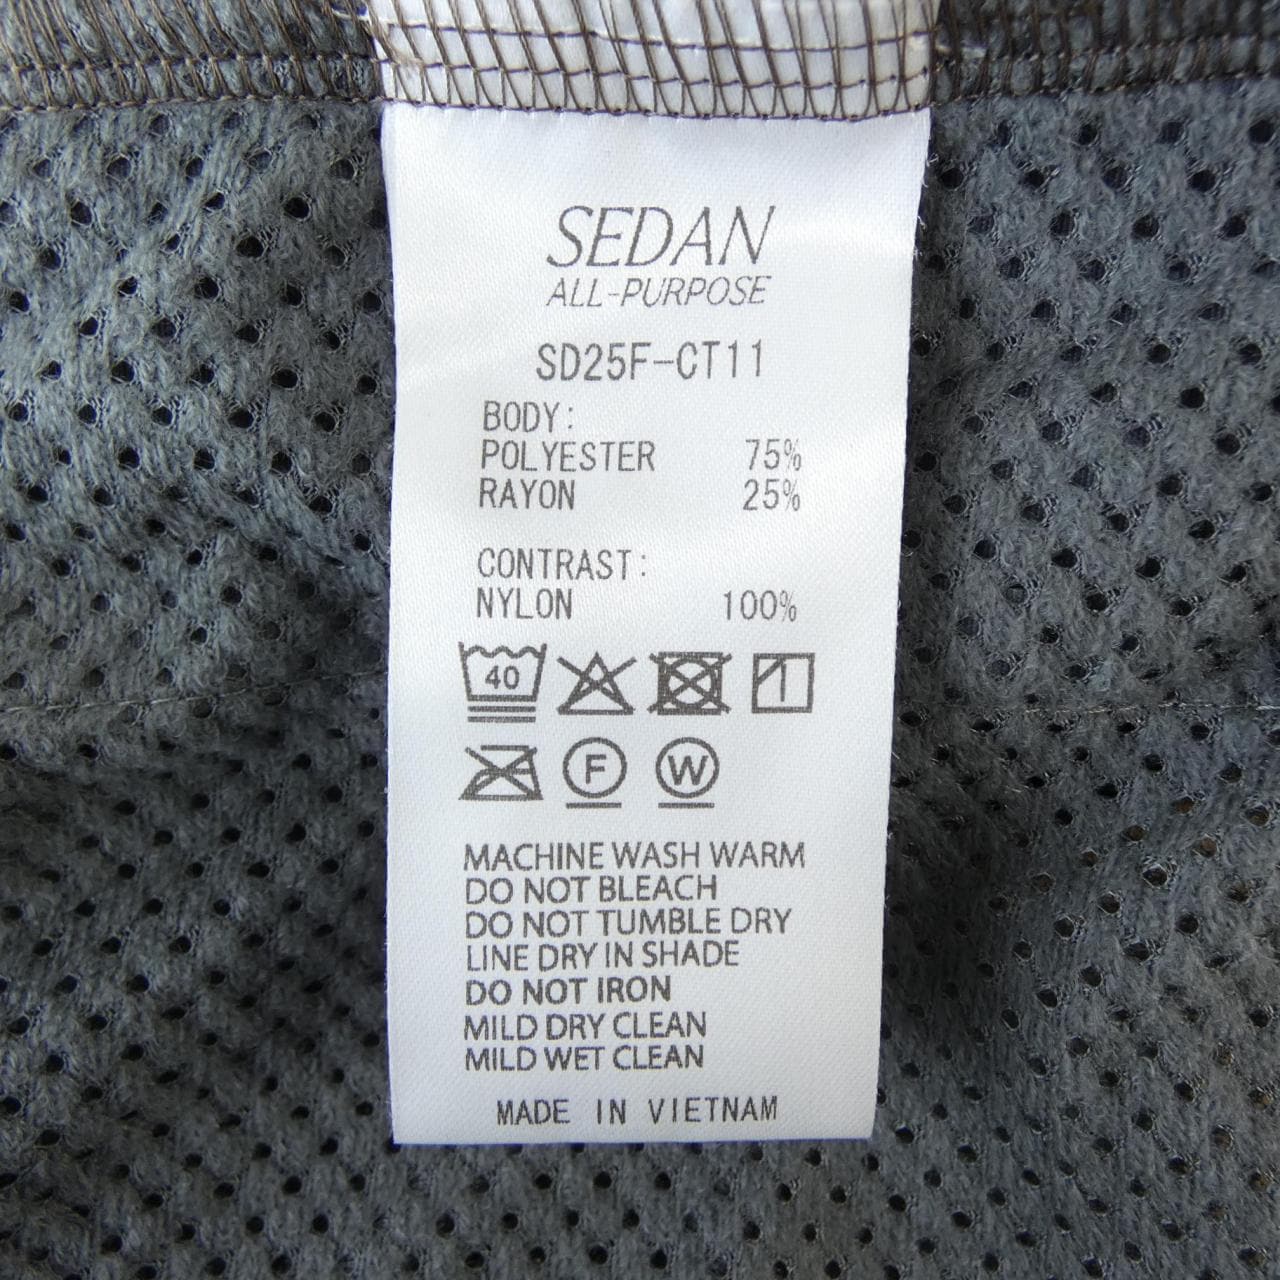 SEDAN
ALL-PURPOSE
SD25F-CT11
BODY:
POLYESTER 75%
RAYON 25%
CONTRAST:
NYLON 100%
40
F W
MACHINE WASH WARM
DO NOT BLEACH
DO NOT TUMBLE DRY
LINE DRY IN SHADE
DO NOT IRON
MILD DRY CLEAN
MILD WET CLEAN
MADE IN VIETNAM